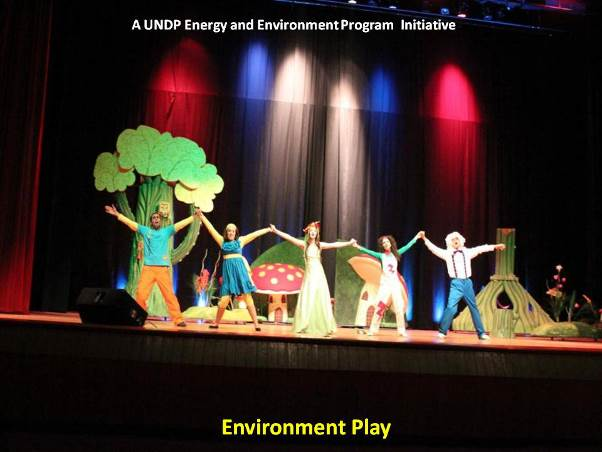 A UNDP Energy and Environment Program Initiative
Environment Play